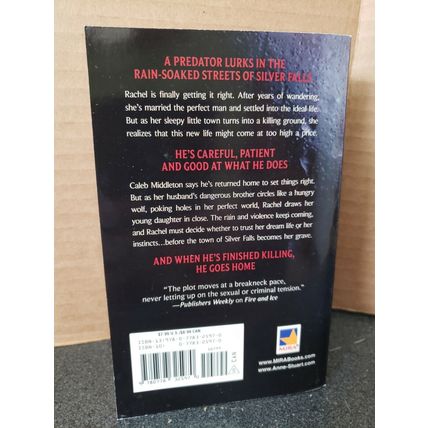 A PREDATOR LURKS IN THE
RAIN-SOAKED STREETS OF SILVER FALLS
Rachel is finally getting it right. After years of wandering,
she's married the perfect man and settled into the ideal life.
But as her sleepy little town turns into a killing ground, she
realizes that this new life might come at too high a price.
HE'S CAREFUL, PATIENT
AND GOOD AT WHAT HE DOES
Caleb Middleton says he's returned home to set things right.
But as her husband's dangerous brother circles like a hungry
wolf, poking holes in her perfect world, Rachel draws her
young daughter in close. The rain and violence keep coming,
and Rachel must decide whether to trust her dream life or her
instincts...before the town of Silver Falls becomes her grave.
AND WHEN HE'S FINISHED KILLING,
HE GOES HOME
"The plot moves at a breakneck pace,
never letting up on the sexual or criminal tension."
—Publishers Weekly on Fire and Ice
CAN
MIRA
www.MIRABooks.com
www.Anne-Stuart.com